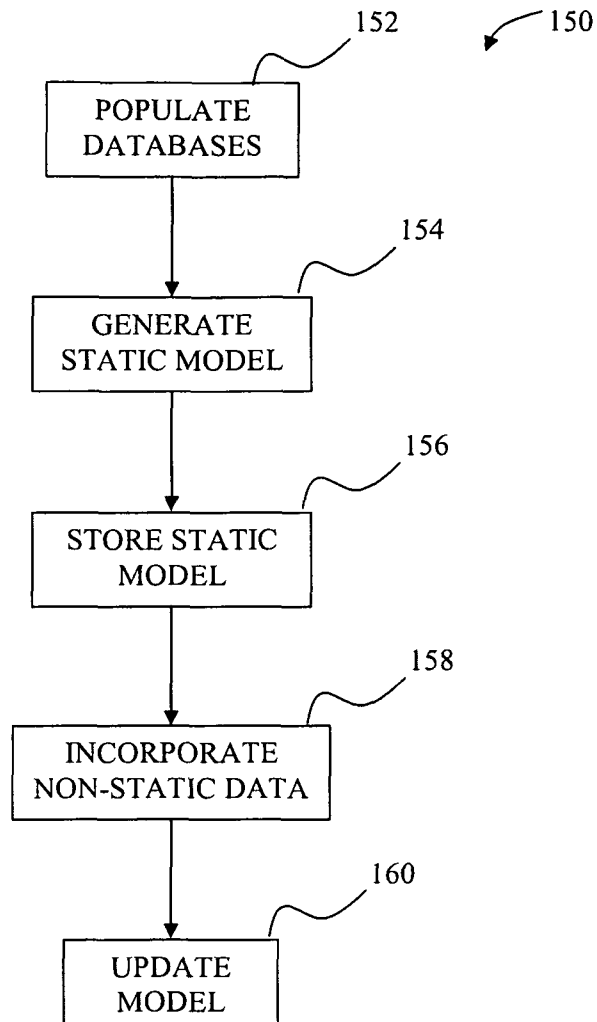 152
150
POPULATE
DATABASES
154
GENERATE
STATIC MODEL
156
STORE STATIC
MODEL
158
INCORPORATE
NON-STATIC DATA
160
UPDATE
MODEL